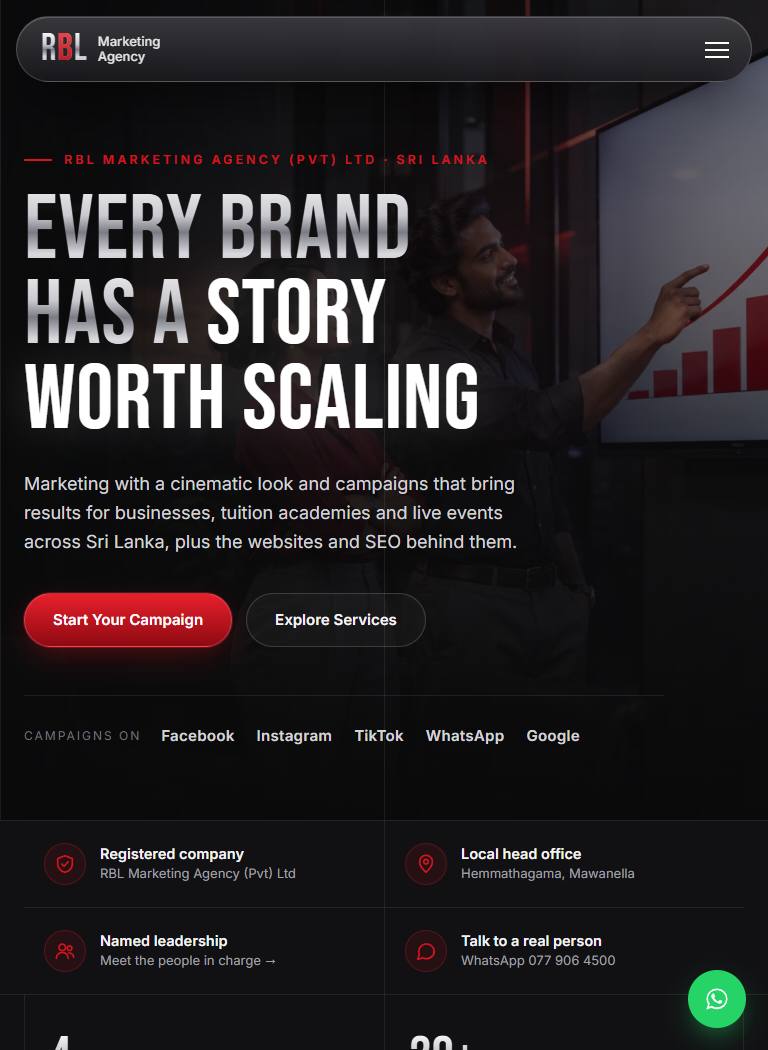 RBL Marketing
Agency
RBL MARKETING AGENCY (PVT) LTD · SRI LANKA
EVERY BRAND
HAS A STORY
WORTH SCALING
Marketing with a cinematic look and campaigns that bring
results for businesses, tuition academies and live events
across Sri Lanka, plus the websites and SEO behind them.
Start Your Campaign Explore Services
CAMPAIGNS ON Facebook Instagram TikTok WhatsApp Google
Registered company
RBL Marketing Agency (Pvt) Ltd
Local head office
Hemmathagama, Mawanella
Named leadership
Meet the people in charge →
Talk to a real person
WhatsApp 077 906 4500